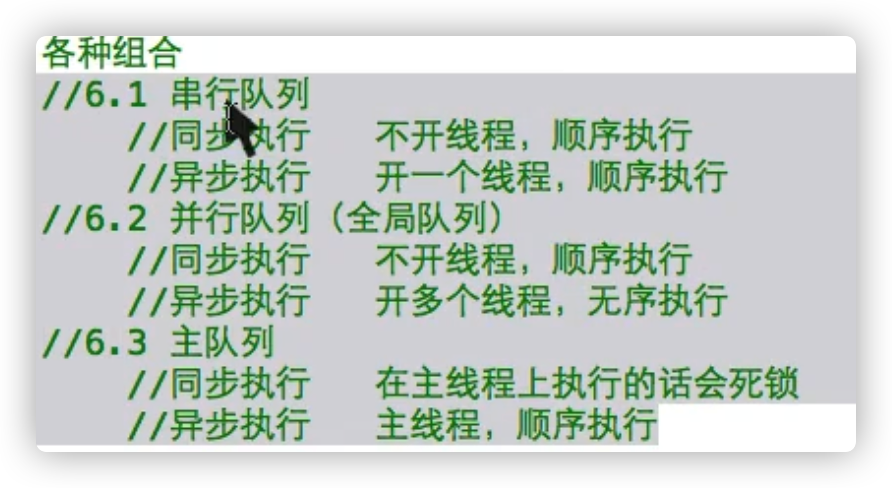 各种组合
//6.1 串行队列
//同步执行 不开线程，顺序执行
//异步执行 开一个线程，顺序执行
//6.2 并行队列（全局队列）
//同步执行 不开线程，顺序执行
//异步执行 开多个线程，无序执行
//6.3 主队列
//同步执行 在主线程上执行的话会死锁
//异步执行 主线程，顺序执行